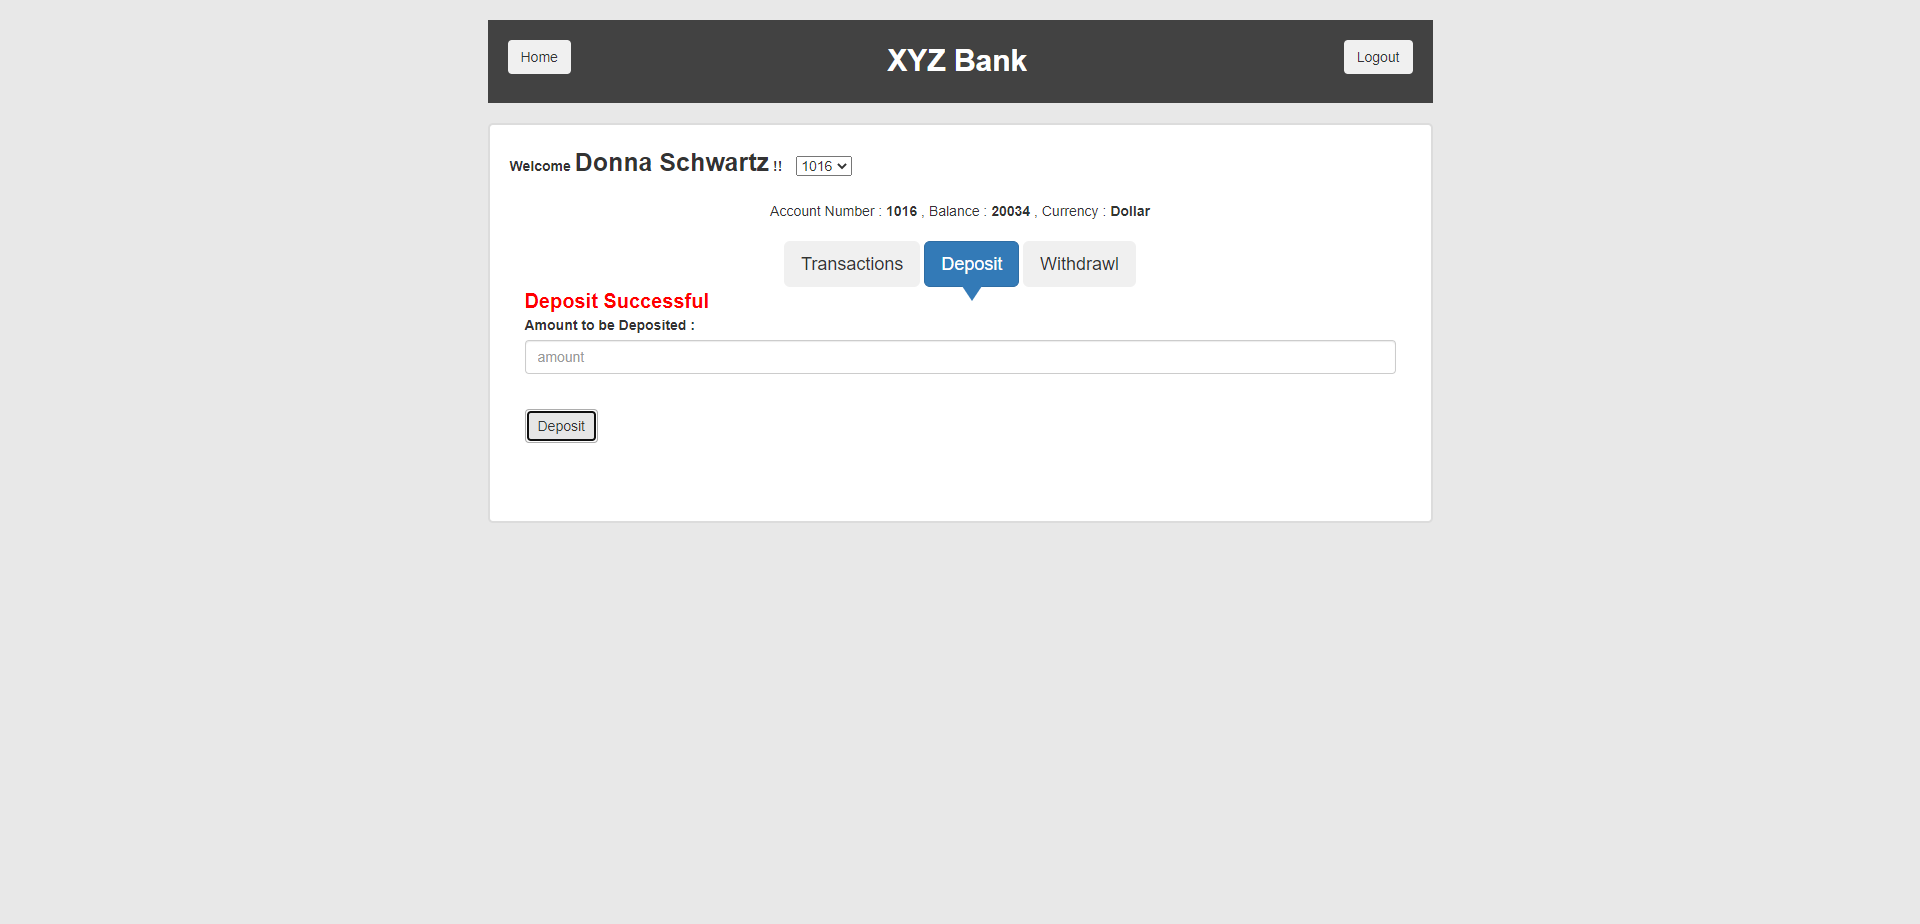 Home
XYZ Bank
Logout
Welcome Donna Schwartz !! 1016
Account Number : 1016 , Balance : 20034 , Currency : Dollar
Transactions
Deposit
Withdrawl
Deposit Successful
Amount to be Deposited :
amount
Deposit